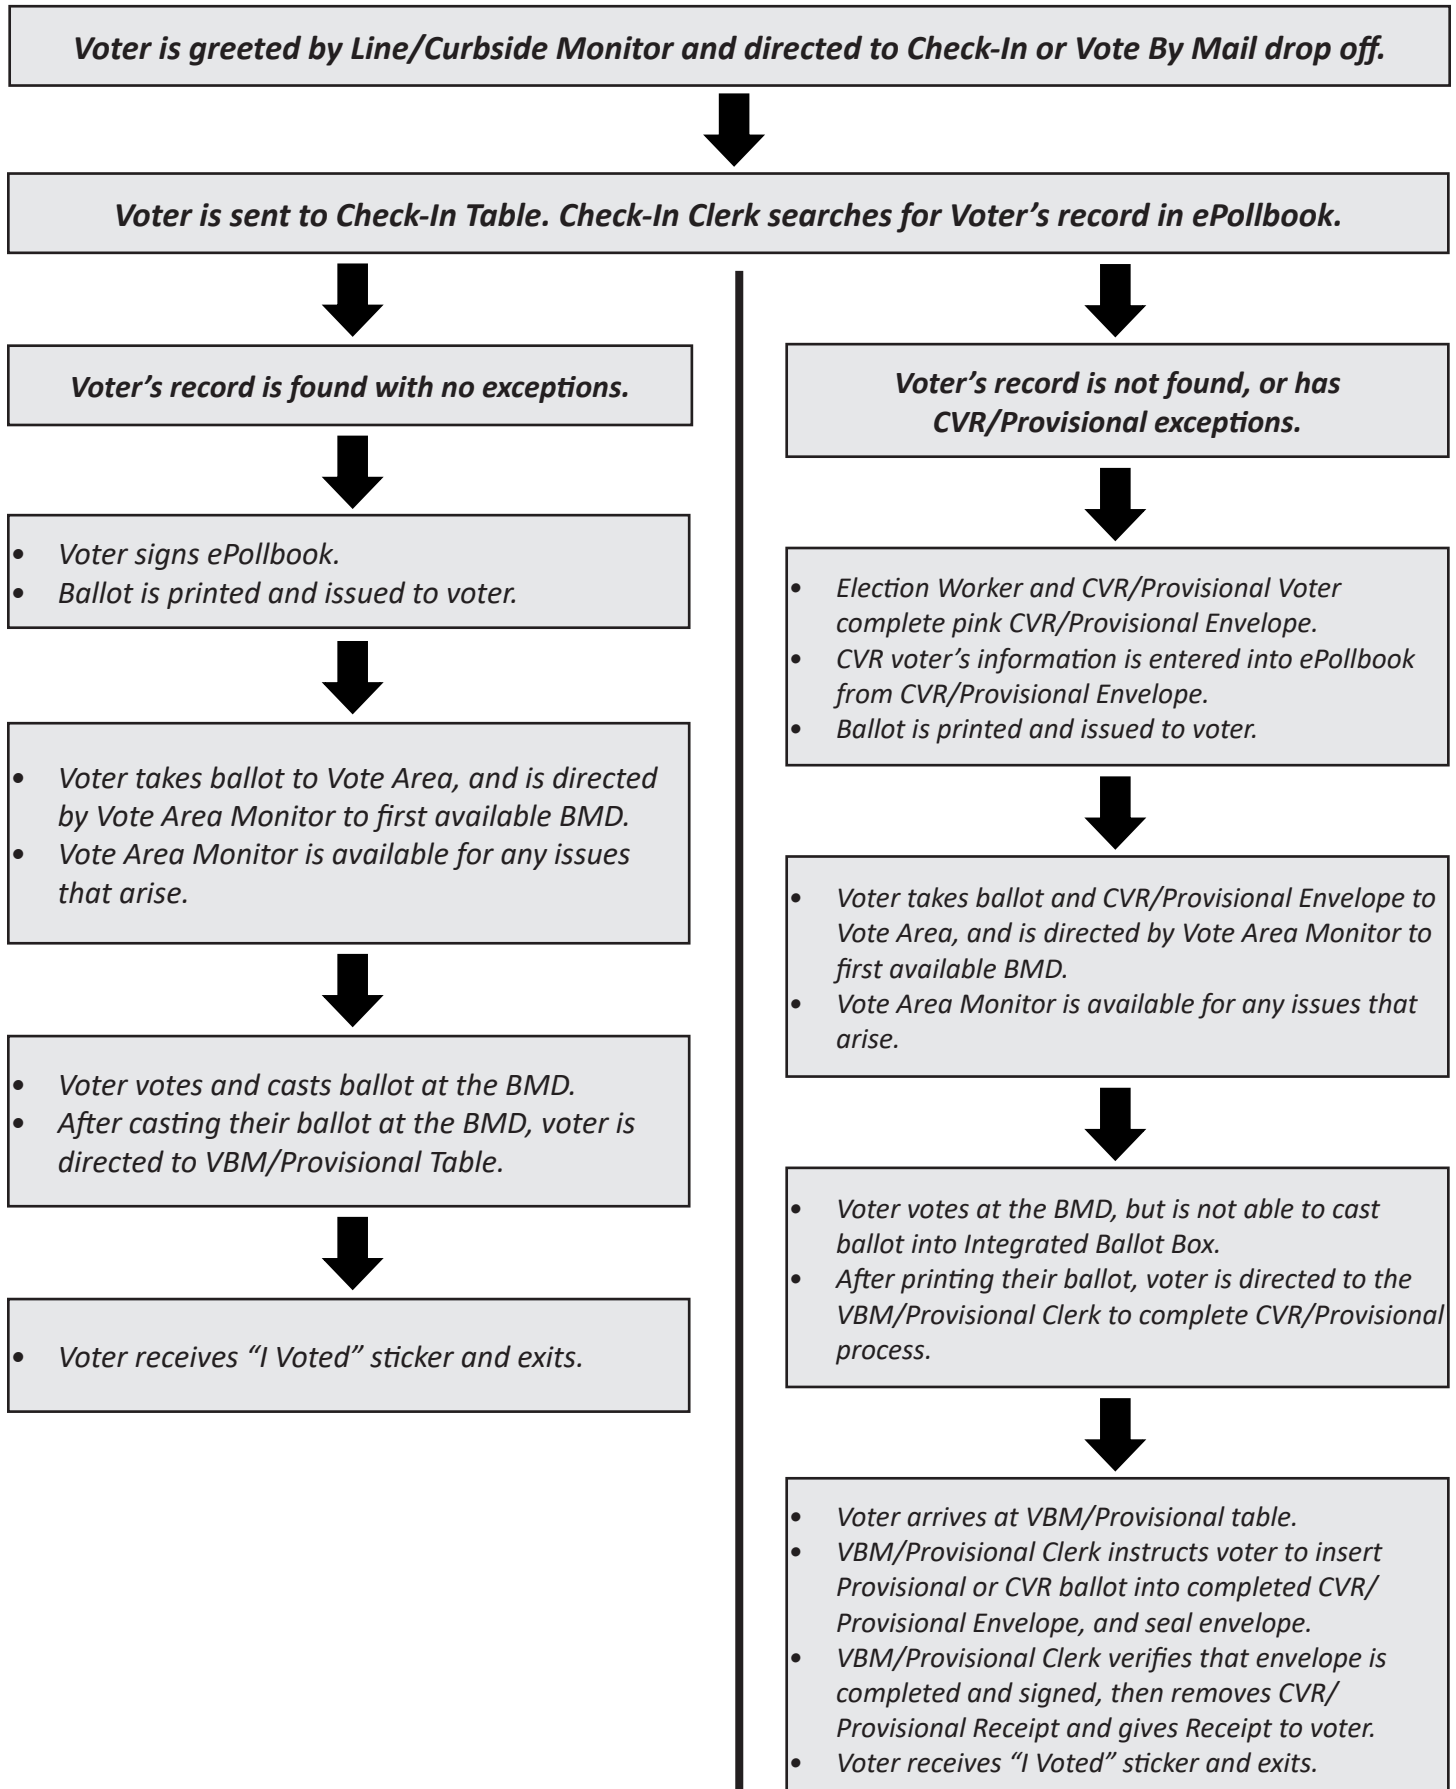 Voter is greeted by Line/Curbside Monitor and directed to Check-In or Vote By Mail drop off.
Voter is sent to Check-In Table. Check-In Clerk searches for Voter’s record in ePollbook.
Voter’s record is found with no exceptions.
• Voter signs ePollbook.
• Ballot is printed and issued to voter.
• Voter takes ballot to Vote Area, and is directed
by Vote Area Monitor to first available BMD.
• Vote Area Monitor is available for any issues
that arise.
• Voter votes and casts ballot at the BMD.
• After casting their ballot at the BMD, voter is
directed to VBM/Provisional Table.
• Voter receives “I Voted” sticker and exits.
Voter’s record is not found, or has
CVR/Provisional exceptions.
• Election Worker and CVR/Provisional Voter
complete pink CVR/Provisional Envelope.
• CVR voter’s information is entered into ePollbook
from CVR/Provisional Envelope.
• Ballot is printed and issued to voter.
• Voter takes ballot and CVR/Provisional Envelope to
Vote Area, and is directed by Vote Area Monitor to
first available BMD.
• Vote Area Monitor is available for any issues that
arise.
• Voter votes at the BMD, but is not able to cast
ballot into Integrated Ballot Box.
• After printing their ballot, voter is directed to the
VBM/Provisional Clerk to complete CVR/Provisional
process.
• Voter arrives at VBM/Provisional table.
• VBM/Provisional Clerk instructs voter to insert
Provisional or CVR ballot into completed CVR/
Provisional Envelope, and seal envelope.
• VBM/Provisional Clerk verifies that envelope is
completed and signed, then removes CVR/
Provisional Receipt and gives Receipt to voter.
• Voter receives “I Voted” sticker and exits.